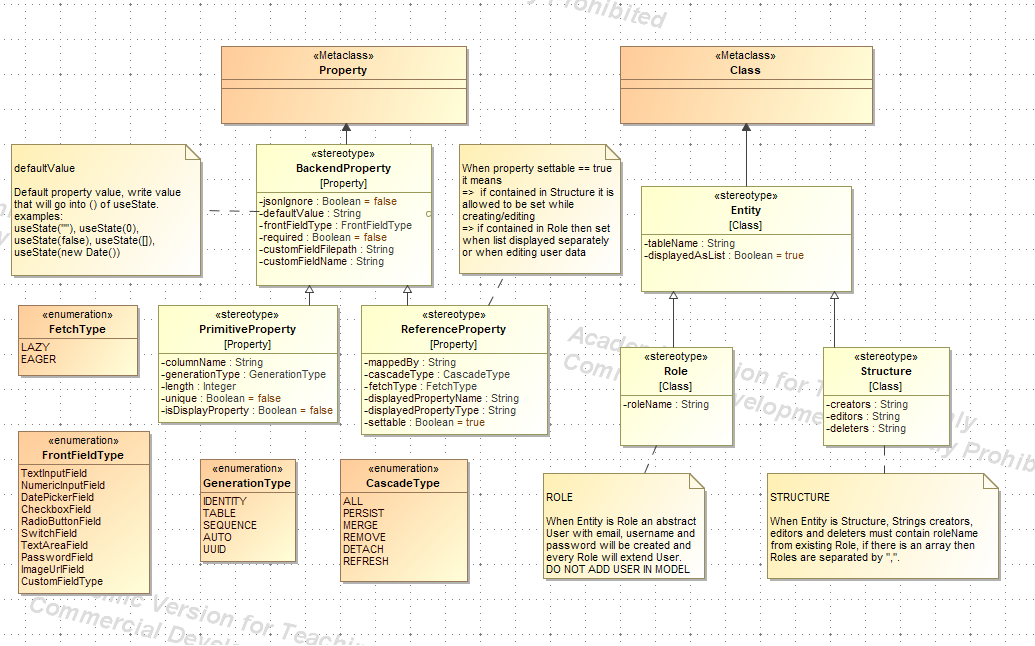 Prohibited
«Metaclass»
Property
«Metaclass»
Class
defaultValue
Default property value, write value
that will go into () of useState.
examples:
useState(""), useState(0),
useState(false), useState([]),
useState(new Date())
«stereotype»
BackendProperty
[Property]
-jsonIgnore : Boolean = false
-defaultValue : String
-frontFieldType : FrontFieldType
-required : Boolean = false
-customFieldFilepath : String
-customFieldName : String
When property settable == true
it means
=> if contained in Structure it is
allowed to be set while
creating/editing
=> if contained in Role then set
when list displayed separately
or when editing user data
«stereotype»
Entity
[Class]
-tableName : String
-displayedAsList : Boolean = true
«enumeration»
FetchType
LAZY
EAGER
«stereotype»
PrimitiveProperty
[Property]
-columnName : String
-generationType : GenerationType
-length : Integer
-unique : Boolean = false
-isDisplayProperty : Boolean = false
«stereotype»
ReferenceProperty
[Property]
-mappedBy : String
-cascadeType : CascadeType
-fetchType : FetchType
-displayedPropertyName : String
-displayedPropertyType : String
-settable : Boolean = true
«stereotype»
Role
[Class]
-roleName : String
«stereotype»
Structure
[Class]
-creators : String
-editors : String
-deleters : String
«enumeration»
FrontFieldType
TextInputField
NumericInputField
DatePickerField
CheckboxField
RadioButtonField
SwitchField
TextAreaField
PasswordField
ImageUrlField
CustomFieldType
«enumeration»
GenerationType
IDENTITY
TABLE
SEQUENCE
AUTO
UUID
«enumeration»
CascadeType
ALL
PERSIST
MERGE
REMOVE
DETACH
REFRESH
ROLE
When Entity is Role an abstract
User with email, username and
password will be created and
every Role will extend User.
DO NOT ADD USER IN MODEL
STRUCTURE
When Entity is Structure, Strings creators,
editors and deleters must contain roleName
from existing Role, if there is an array then
Roles are separated by ",".
Version for
Commercial